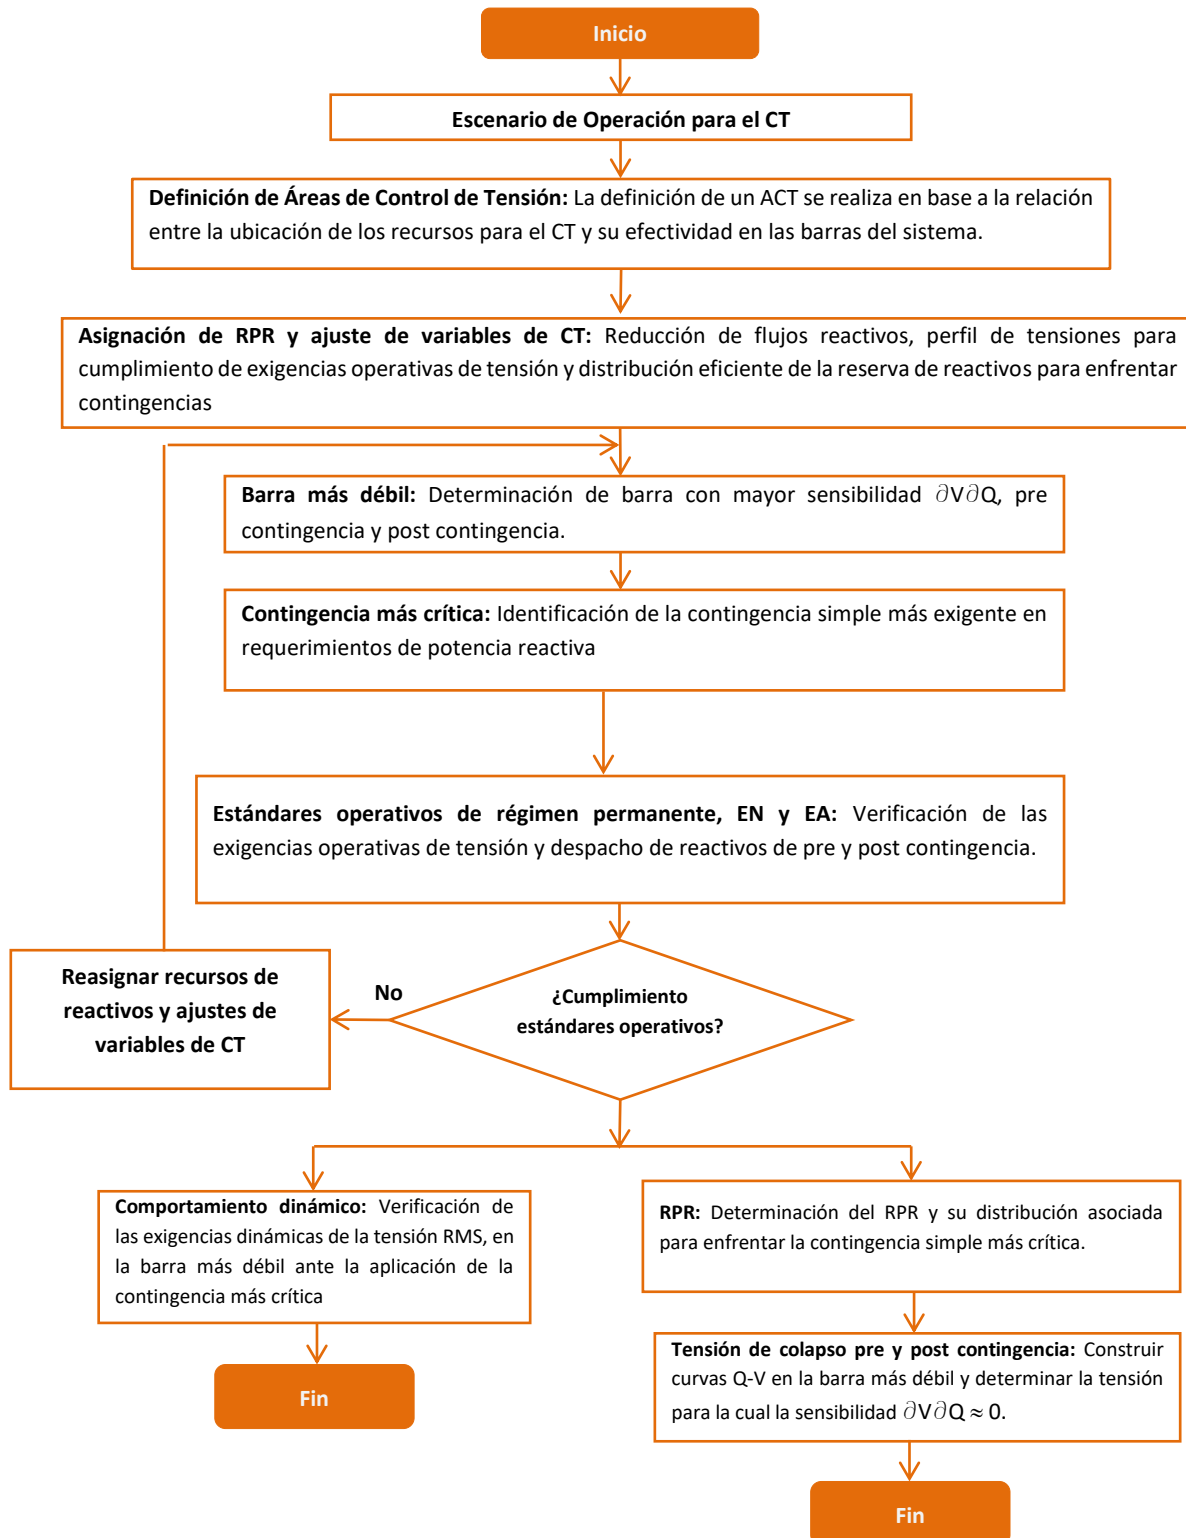 Inicio
Escenario de Operación para el CT
Definición de Áreas de Control de Tensión: La definición de un ACT se realiza en base a la relación
entre la ubicación de los recursos para el CT y su efectividad en las barras del sistema.
Asignación de RPR y ajuste de variables de CT: Reducción de flujos reactivos, perfil de tensiones para
cumplimiento de exigencias operativas de tensión y distribución eficiente de la reserva de reactivos para enfrentar
contingencias
Barra más débil: Determinación de barra con mayor sensibilidad ∂V∂Q, pre
contingencia y post contingencia.
Contingencia más crítica: Identificación de la contingencia simple más exigente en
requerimientos de potencia reactiva
Estándares operativos de régimen permanente, EN y EA: Verificación de las
exigencias operativas de tensión y despacho de reactivos de pre y post contingencia.
Reasignar recursos de
reactivos y ajustes de
variables de CT
No
¿Cumplimiento
estándares operativos?
Comportamiento dinámico: Verificación de
las exigencias dinámicas de la tensión RMS, en
la barra más débil ante la aplicación de la
contingencia más crítica
Fin
RPR: Determinación del RPR y su distribución asociada
para enfrentar la contingencia simple más crítica.
Tensión de colapso pre y post contingencia: Construir
curvas Q-V en la barra más débil y determinar la tensión
para la cual la sensibilidad ∂V∂Q ≈ 0.
Fin